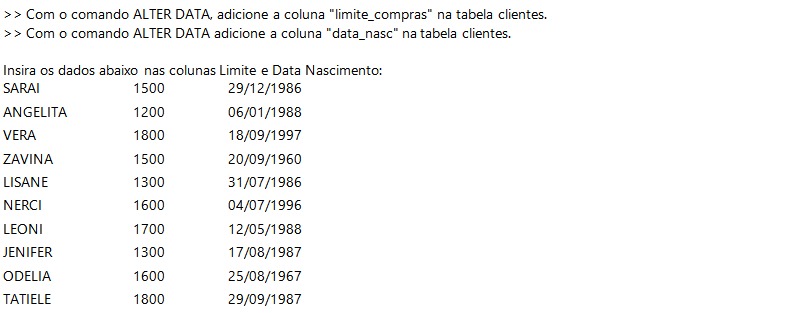 >> Com o comando ALTER DATA, adicione a coluna "limite_compras" na tabela clientes.
>> Com o comando ALTER DATA adicione a coluna "data_nasc" na tabela clientes.
Insira os dados abaixo nas colunas Limite e Data Nascimento:
SARAI 1500 29/12/1986
ANGELITA 1200 06/01/1988
VERA 1800 18/09/1997
ZAVINA 1500 20/09/1960
LISANE 1300 31/07/1986
NERCI 1600 04/07/1996
LEONI 1700 12/05/1988
JENIFER 1300 17/08/1987
ODELIA 1600 25/08/1967
TATIELE 1800 29/09/1987